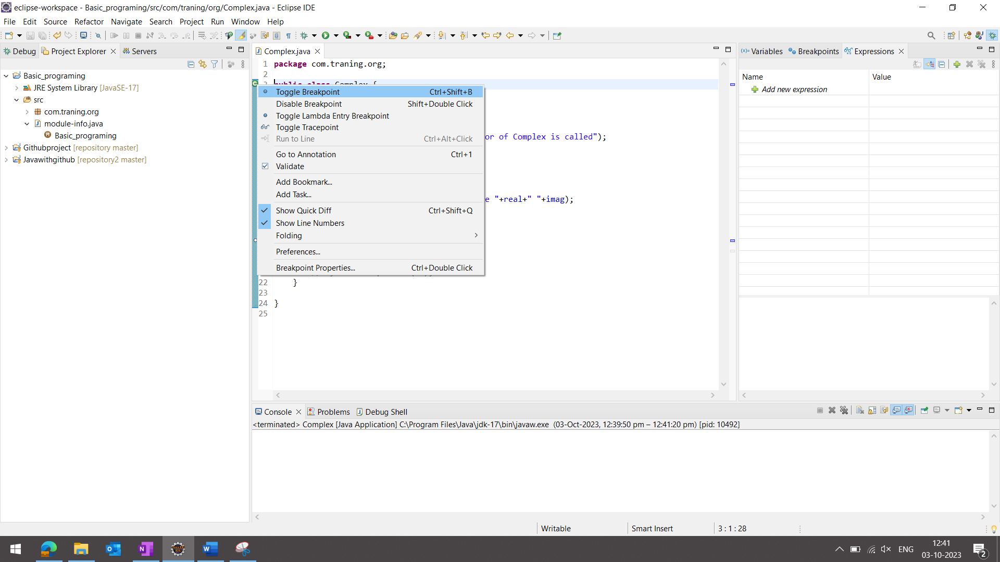 eclipse-workspace - Basic_programing/src/com/traning/org/Complex.java - Eclipse IDE
File Edit Source Refactor Navigate Search Project Run Window Help
Debug Project Explorer Servers
Basic_programing
JRE System Library [JavaSE-17]
src
com.traning.org
module-info.java
Basic_programing
Githubproject [repository master]
Javawithgithub [repository2 master]
Complex.java
1 package com.traning.org;
2
3 public class Complex {
Toggle Breakpoint Ctrl+Shift+B
Disable Breakpoint Shift+Double Click
Toggle Lambda Entry Breakpoint
Toggle Tracepoint
Run to Line Ctrl+Alt+Click
Go to Annotation Ctrl+1
Validate
Add Bookmark...
Add Task...
Show Quick Diff Ctrl+Shift+Q
Show Line Numbers
Folding
Preferences...
Breakpoint Properties... Ctrl+Double Click
or of Complex is called");
e "+real+" "+imag);
22 }
23
24 }
25
(x)= Variables Breakpoints Expressions
Name Value
Add new expression
Console Problems Debug Shell
<terminated> Complex [Java Application] C:\Program Files\Java\jdk-17\bin\javaw.exe (03-Oct-2023, 12:39:50 pm – 12:41:20 pm) [pid: 10492]
Writable Smart Insert 3 : 1 : 28
ENG
12:41
03-10-2023
2